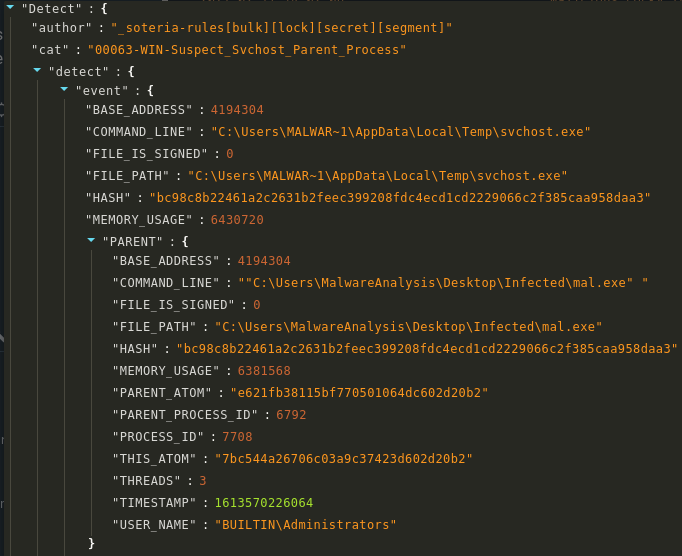 "Detect" : {
"author" : "_soteria-rules[bulk][lock][secret][segment]"
"cat" : "00063-WIN-Suspect_Svchost_Parent_Process"
"detect" : {
"event" : {
"BASE_ADDRESS" : 4194304
"COMMAND_LINE" : "C:\Users\MALWAR~1\AppData\Local\Temp\svchost.exe"
"FILE_IS_SIGNED" : 0
"FILE_PATH" : "C:\Users\MALWAR~1\AppData\Local\Temp\svchost.exe"
"HASH" : "bc98c8b22461a2c2631b2feec399208fdc4ecd1cd2229066c2f385caa958daa3"
"MEMORY_USAGE" : 6430720
"PARENT" : {
"BASE_ADDRESS" : 4194304
"COMMAND_LINE" : ""C:\Users\MalwareAnalysis\Desktop\Infected\mal.exe" "
"FILE_IS_SIGNED" : 0
"FILE_PATH" : "C:\Users\MalwareAnalysis\Desktop\Infected\mal.exe"
"HASH" : "bc98c8b22461a2c2631b2feec399208fdc4ecd1cd2229066c2f385caa958daa3"
"MEMORY_USAGE" : 6381568
"PARENT_ATOM" : "e621fb38115bf770501064dc602d20b2"
"PARENT_PROCESS_ID" : 6792
"PROCESS_ID" : 7708
"THIS_ATOM" : "7bc544a26706c03a9c37423d602d20b2"
"THREADS" : 3
"TIMESTAMP" : 1613570226064
"USER_NAME" : "BUILTIN\Administrators"
}